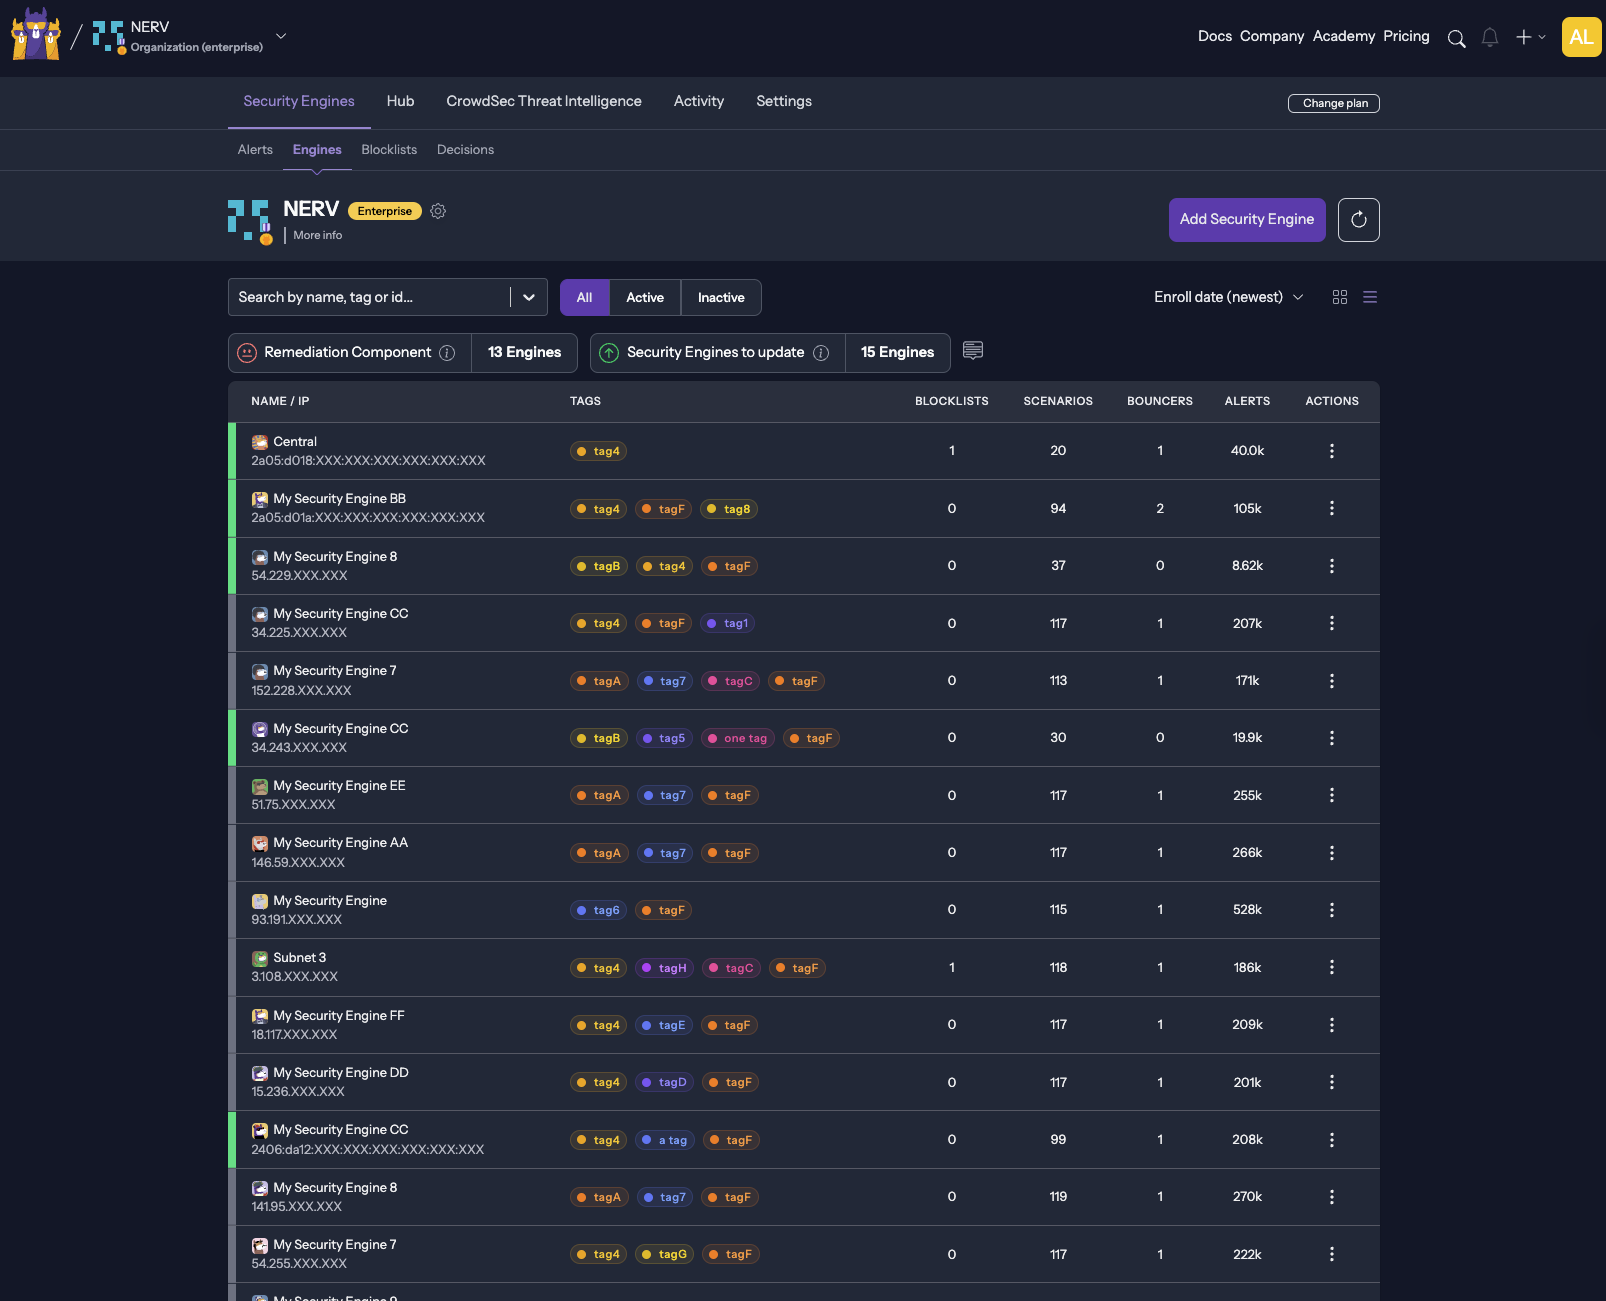 NERV
Organization (enterprise)
Docs Company Academy Pricing
AL
Security Engines Hub CrowdSec Threat Intelligence Activity Settings
Change plan
Alerts Engines Blocklists Decisions
NERV Enterprise
More info
Add Security Engine
Search by name, tag or id...
All Active Inactive
Enroll date (newest)
Remediation Component 13 Engines
Security Engines to update 15 Engines
NAME / IP TAGS BLOCKLISTS SCENARIOS BOUNCERS ALERTS ACTIONS
Central
2a05:d018:XXX:XXX:XXX:XXX:XXX:XXX
tag4 1 20 1 40.0k
My Security Engine BB
2a05:d01a:XXX:XXX:XXX:XXX:XXX:XXX
tag4 tagF tag8 0 94 2 105k
My Security Engine 8
54.229.XXX.XXX
tagB tag4 tagF 0 37 0 8.62k
My Security Engine CC
34.225.XXX.XXX
tag4 tagF tag1 0 117 1 207k
My Security Engine 7
152.228.XXX.XXX
tagA tag7 tagC tagF 0 113 1 171k
My Security Engine CC
34.243.XXX.XXX
tagB tag5 one tag tagF 0 30 0 19.9k
My Security Engine EE
51.75.XXX.XXX
tagA tag7 tagF 0 117 1 255k
My Security Engine AA
146.59.XXX.XXX
tagA tag7 tagF 0 117 1 266k
My Security Engine
93.191.XXX.XXX
tag6 tagF 0 115 1 528k
Subnet 3
3.108.XXX.XXX
tag4 tagH tagC tagF 1 118 1 186k
My Security Engine FF
18.117.XXX.XXX
tag4 tagE tagF 0 117 1 209k
My Security Engine DD
15.236.XXX.XXX
tag4 tagD tagF 0 117 1 201k
My Security Engine CC
2406:da12:XXX:XXX:XXX:XXX:XXX:XXX
tag4 a tag tagF 0 99 1 208k
My Security Engine 8
141.95.XXX.XXX
tagA tag7 tagF 0 119 1 270k
My Security Engine 7
54.255.XXX.XXX
tag4 tagG tagF 0 117 1 222k
My Security Engine